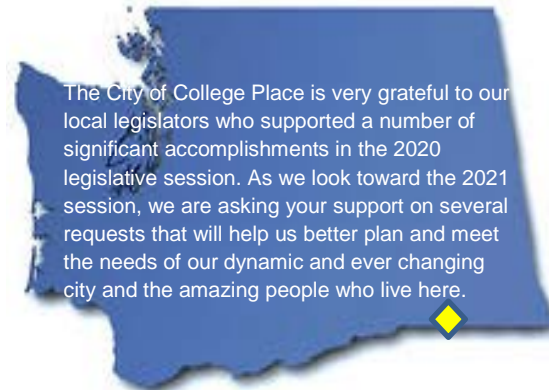 The City of College Place is very grateful to our
local legislators who supported a number of
significant accomplishments in the 2020
legislative session. As we look toward the 2021
session, we are asking your support on several
requests that will help us better plan and meet
the needs of our dynamic and ever changing
city and the amazing people who live here.